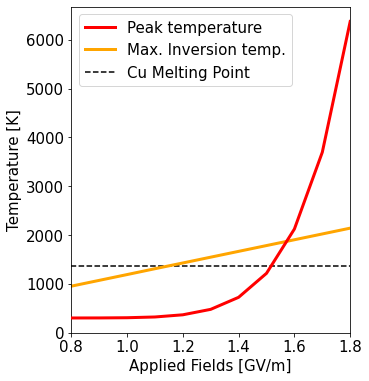 Peak temperature
Max. Inversion temp.
Cu Melting Point
Temperature [K]
6000
5000
4000
3000
2000
1000
0
0.8 1.0 1.2 1.4 1.6 1.8
Applied Fields [GV/m]